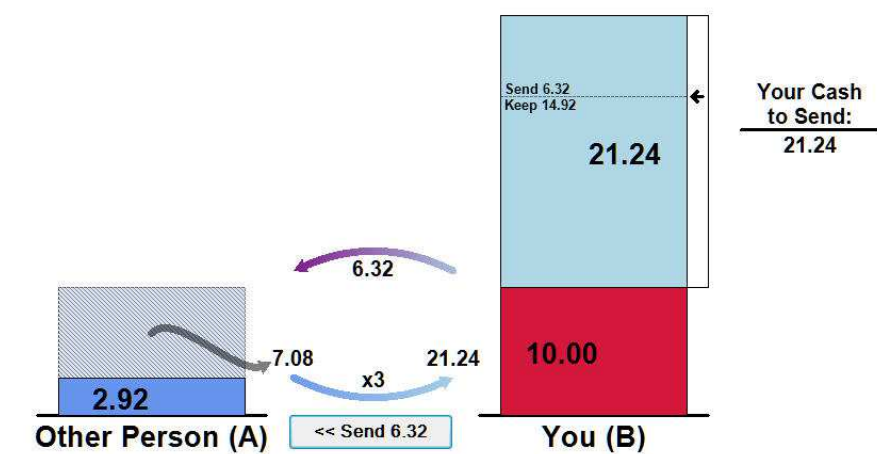 Send 6.32
Keep 14.92
21.24
Your Cash
to Send:
21.24
6.32
7.08
x3
21.24
10.00
2.92
Other Person (A)
<< Send 6.32
You (B)